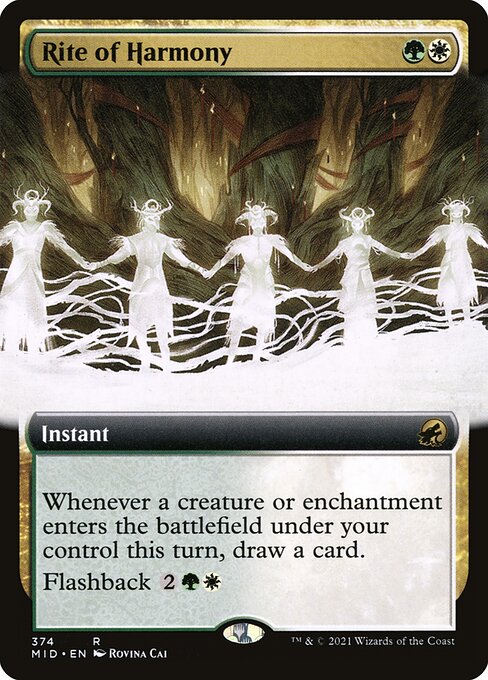 Rite of Harmony
Instant
Whenever a creature or enchantment
enters the battlefield under your
control this turn, draw a card.
Flashback 2
374 R
MID • EN Rovina Cai
™ & © 2021 Wizards of the Coast